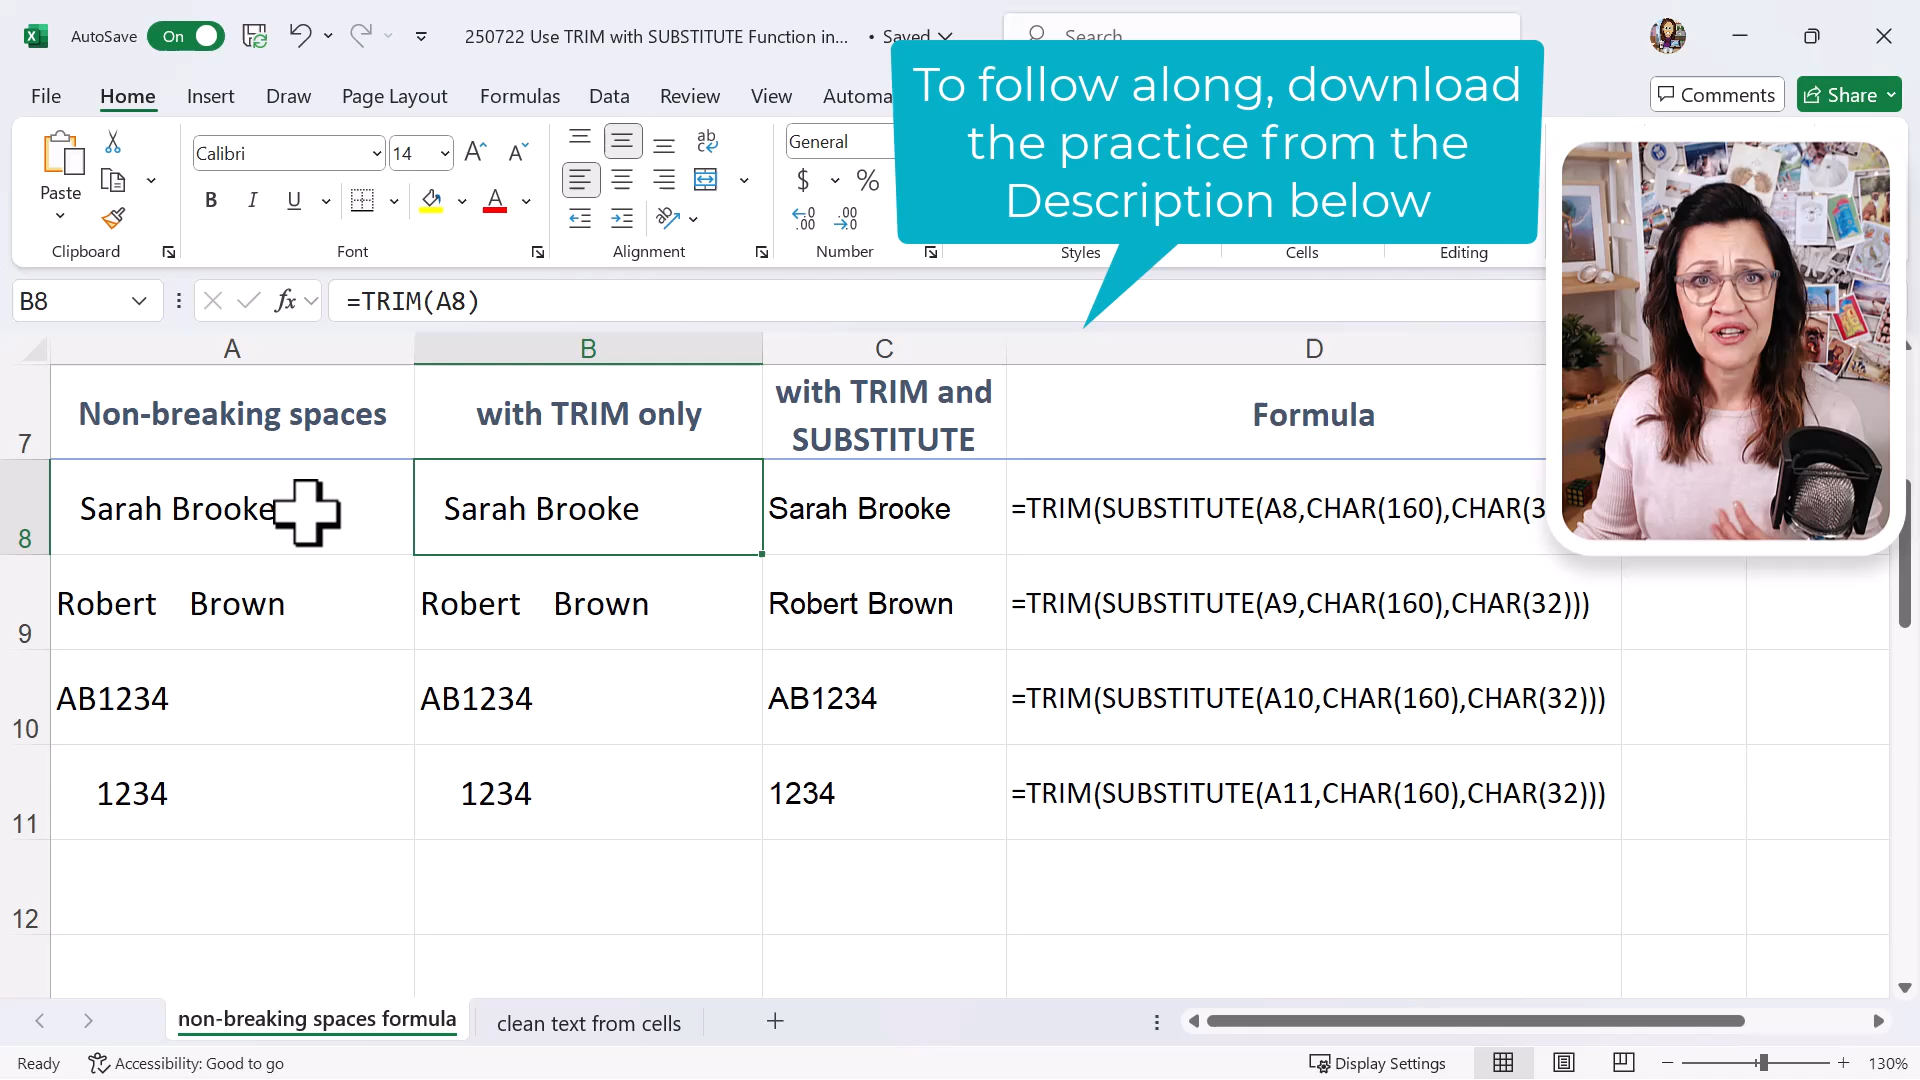 AutoSave On 250722 Use TRIM with SUBSTITUTE Function in... • Saved Search
To follow along, download
the practice from the
Description below
File Home Insert Draw Page Layout Formulas Data Review View Automa Comments Share
Paste
Calibri 14
ab
General
$ %
Clipboard Font Alignment Number Styles Cells Editing
B8 fx =TRIM(A8)
A B C D
7 Non-breaking spaces with TRIM only with TRIM and SUBSTITUTE Formula
8 Sarah Brooke Sarah Brooke Sarah Brooke =TRIM(SUBSTITUTE(A8,CHAR(160),CHAR(3
9 Robert    Brown Robert    Brown Robert Brown =TRIM(SUBSTITUTE(A9,CHAR(160),CHAR(32)))
10 AB1234 AB1234 AB1234 =TRIM(SUBSTITUTE(A10,CHAR(160),CHAR(32)))
11 1234 1234 1234 =TRIM(SUBSTITUTE(A11,CHAR(160),CHAR(32)))
12
non-breaking spaces formula clean text from cells
Ready Accessibility: Good to go Display Settings 130%